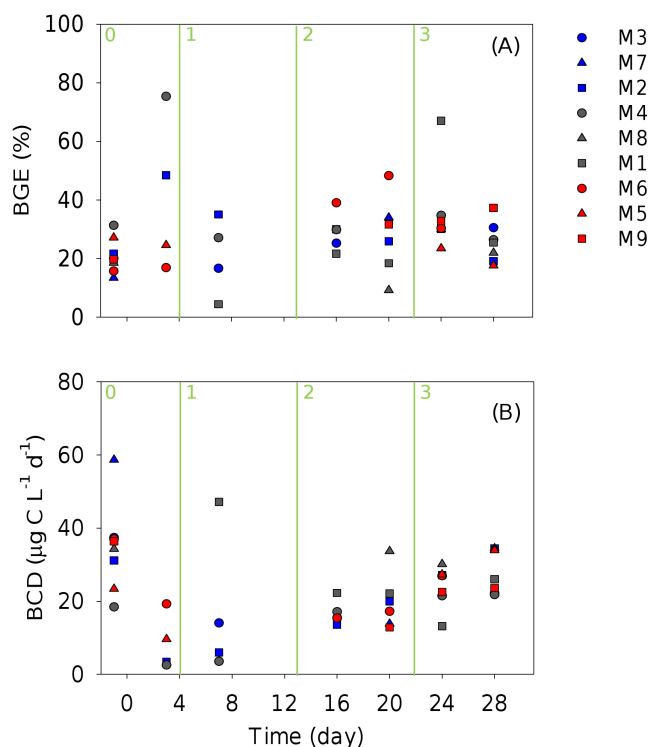 100
80
60
40
20
0
BGE (%)
0 1 2 3
(A)
M3
M7
M2
M4
M8
M1
M6
M5
M9
80
60
40
20
0
BCD (µg C L⁻¹ d⁻¹)
0 1 2 3
(B)
0 4 8 12 16 20 24 28
Time (day)